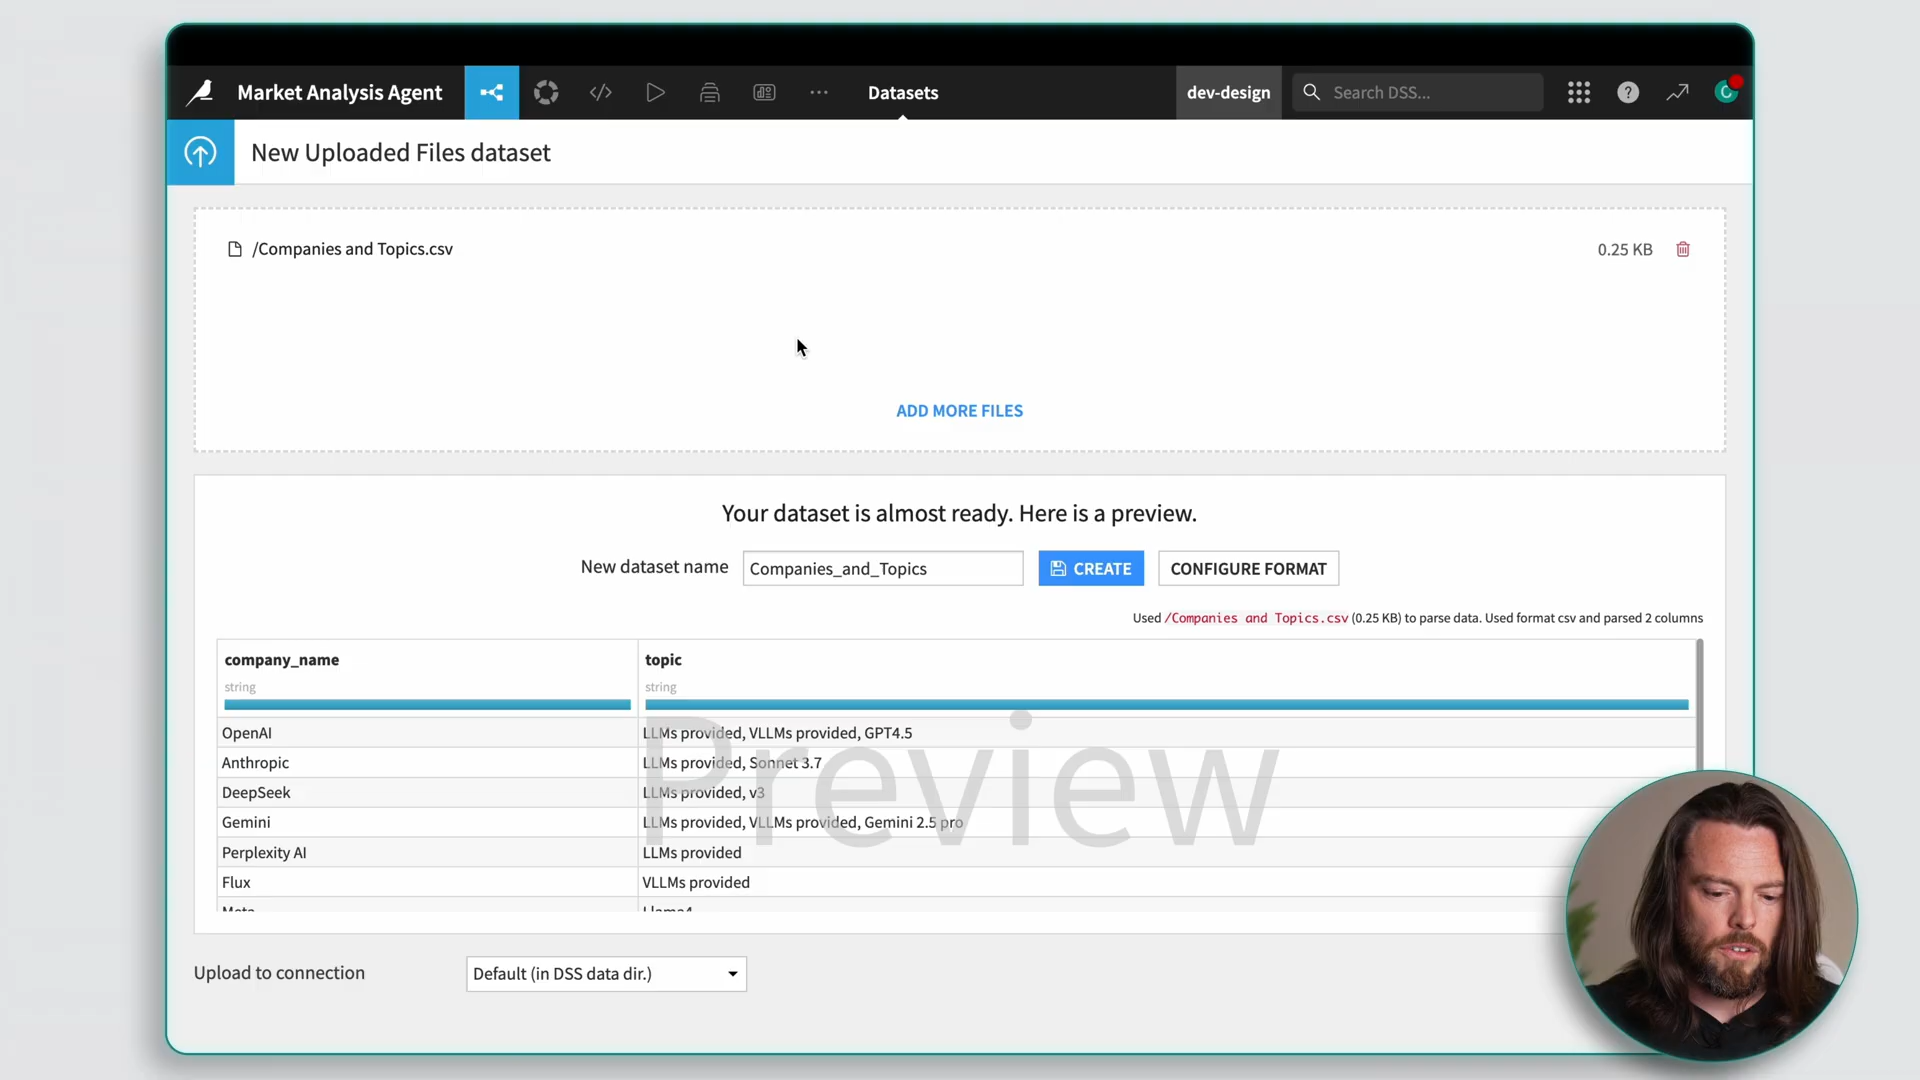 Market Analysis Agent
Datasets
dev-design
Search DSS...
?
C
New Uploaded Files dataset
/Companies and Topics.csv
0.25 KB
ADD MORE FILES
Your dataset is almost ready. Here is a preview.
New dataset name
Companies_and_Topics
CREATE
CONFIGURE FORMAT
Used /Companies and Topics.csv (0.25 KB) to parse data. Used format csv and parsed 2 columns
company_name topic
string string
OpenAI LLMs provided, VLLMs provided, GPT4.5
Anthropic LLMs provided, Sonnet 3.7
DeepSeek LLMs provided, v3
Gemini LLMs provided, VLLMs provided, Gemini 2.5 pro
Perplexity AI LLMs provided
Flux VLLMs provided
Meta Llama4
Preview
Upload to connection
Default (in DSS data dir.)